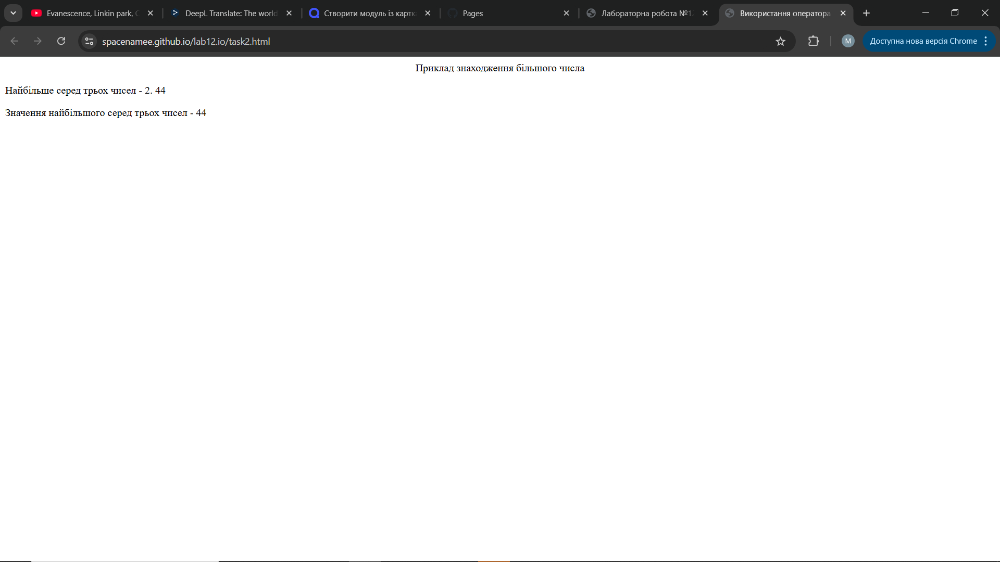 Evanescence, Linkin park,
DeepL Translate: The world
Створити модуль із картк
Pages
Лабораторна робота №1
Використання оператора
spacenamee.github.io/lab12.io/task2.html
M
Доступна нова версія Chrome
Приклад знаходження більшого числа
Найбільше серед трьох чисел - 2. 44
Значення найбільшого серед трьох чисел - 44